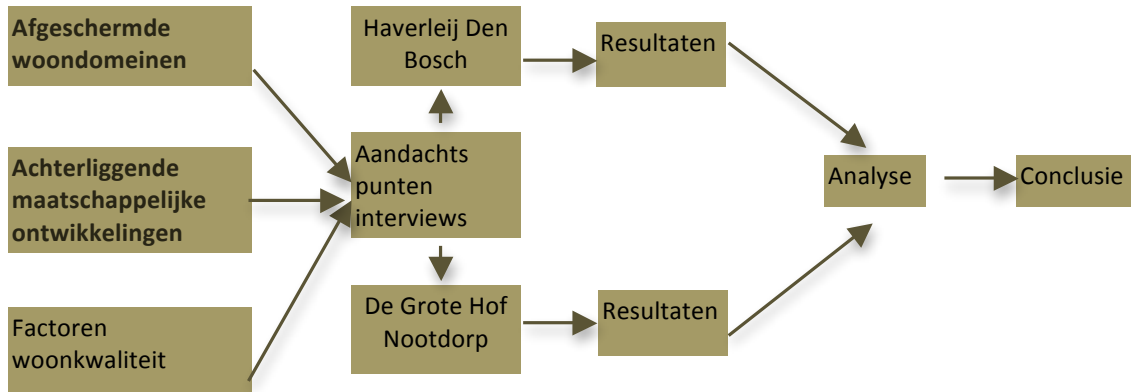 Afgeschermde
woondomeinen
Achterliggende
maatschappelijke
ontwikkelingen
Factoren
woonkwaliteit
Haverleij Den
Bosch
Aandachts
punten
interviews
De Grote Hof
Nootdorp
Resultaten
Resultaten
Analyse
Conclusie